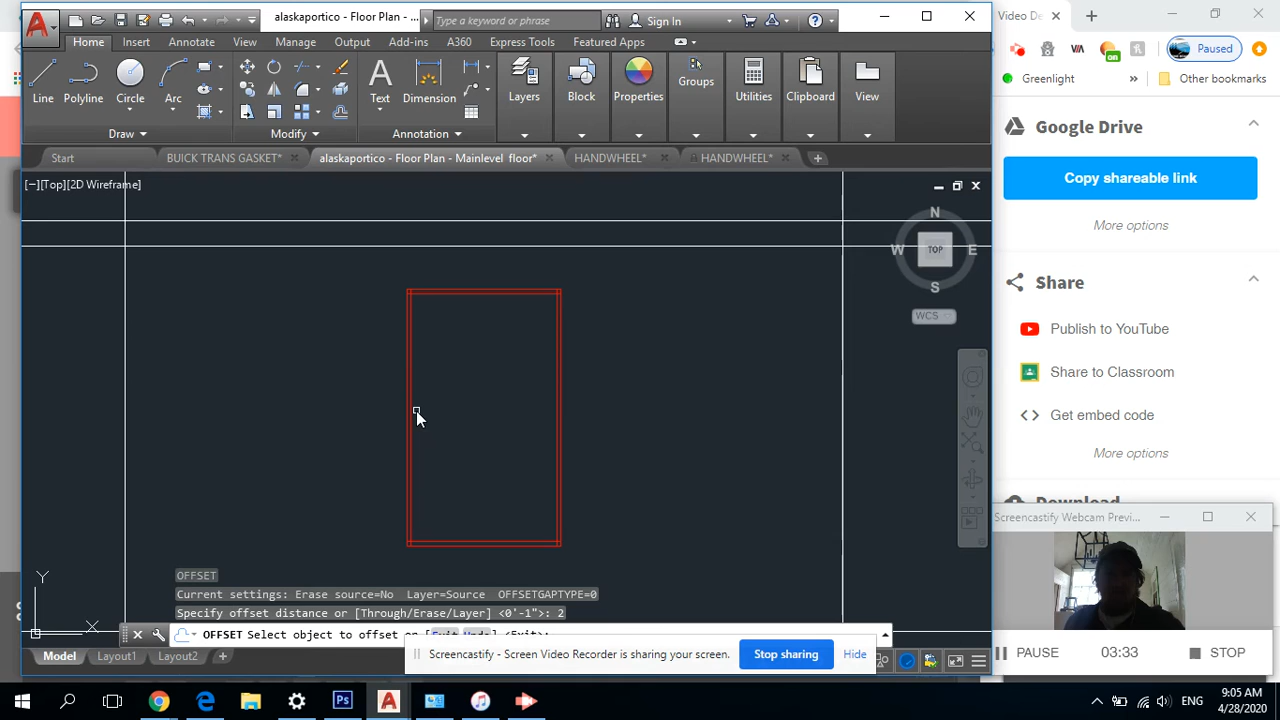 alaskaportico - Floor Plan - ...
Type a keyword or phrase
Sign In
Video De
Home Insert Annotate View Manage Output Add-ins A360 Express Tools Featured Apps
VIA on Paused
Greenlight » Other bookmarks
Line Polyline Circle Arc Text Dimension Layers Block Properties Groups Utilities Clipboard View
Draw Modify Annotation
Start BUICK TRANS GASKET* alaskaportico - Floor Plan - Mainlevel floor* HANDWHEEL* HANDWHEEL*
[−][Top][2D Wireframe]
N
W TOP E
S
WCS
Google Drive
Copy shareable link
More options
Share
Publish to YouTube
Share to Classroom
Get embed code
More options
Download
Screencastify Webcam Previ...
Y
X
OFFSET
Current settings: Erase source=No Layer=Source OFFSETGAPTYPE=0
Specify offset distance or [Through/Erase/Layer] <0'-1">: 2
OFFSET Select object to offset or [Exit Undo] <Exit>:
Model Layout1 Layout2 +
Screencastify - Screen Video Recorder is sharing your screen. Stop sharing Hide
PAUSE 03:33 STOP
Ps A ENG 9:05 AM
4/28/2020